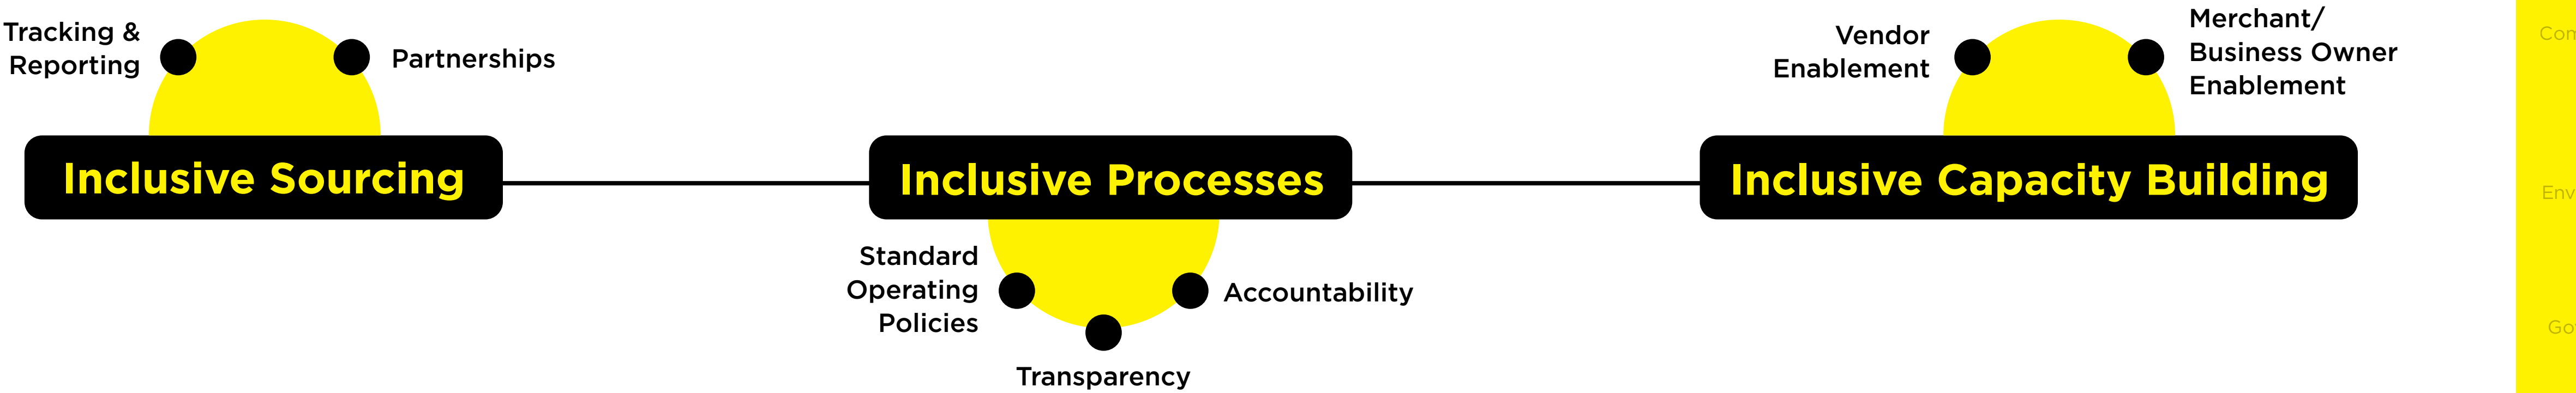 Tracking &
Reporting
Partnerships
Inclusive Sourcing
Inclusive Processes
Standard
Operating
Policies
Transparency
Accountability
Vendor
Enablement
Merchant/
Business Owner
Enablement
Inclusive Capacity Building